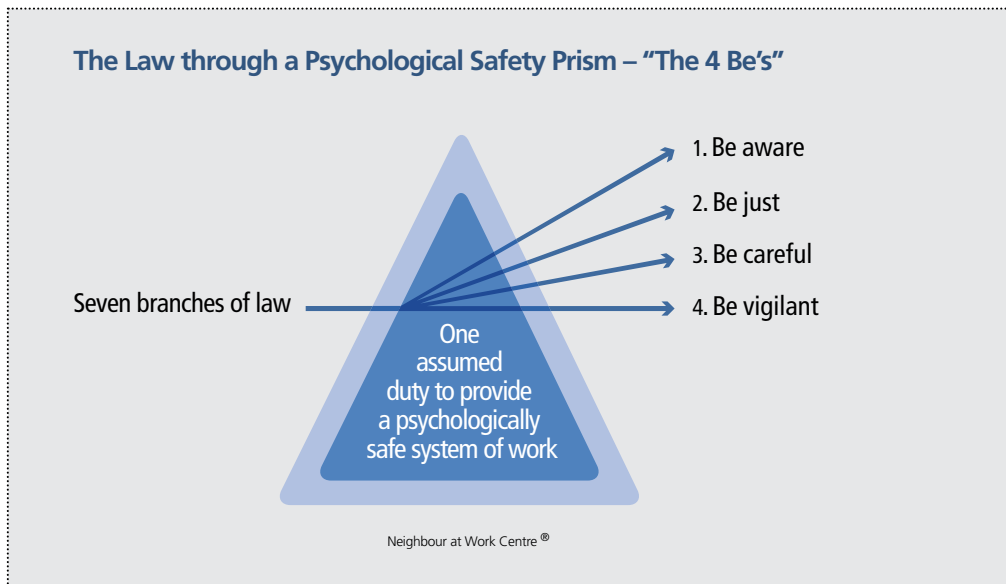 The Law through a Psychological Safety Prism – “The 4 Be’s”
1. Be aware
2. Be just
3. Be careful
Seven branches of law
4. Be vigilant
One
assumed
duty to provide
a psychologically
safe system of work
Neighbour at Work Centre ®